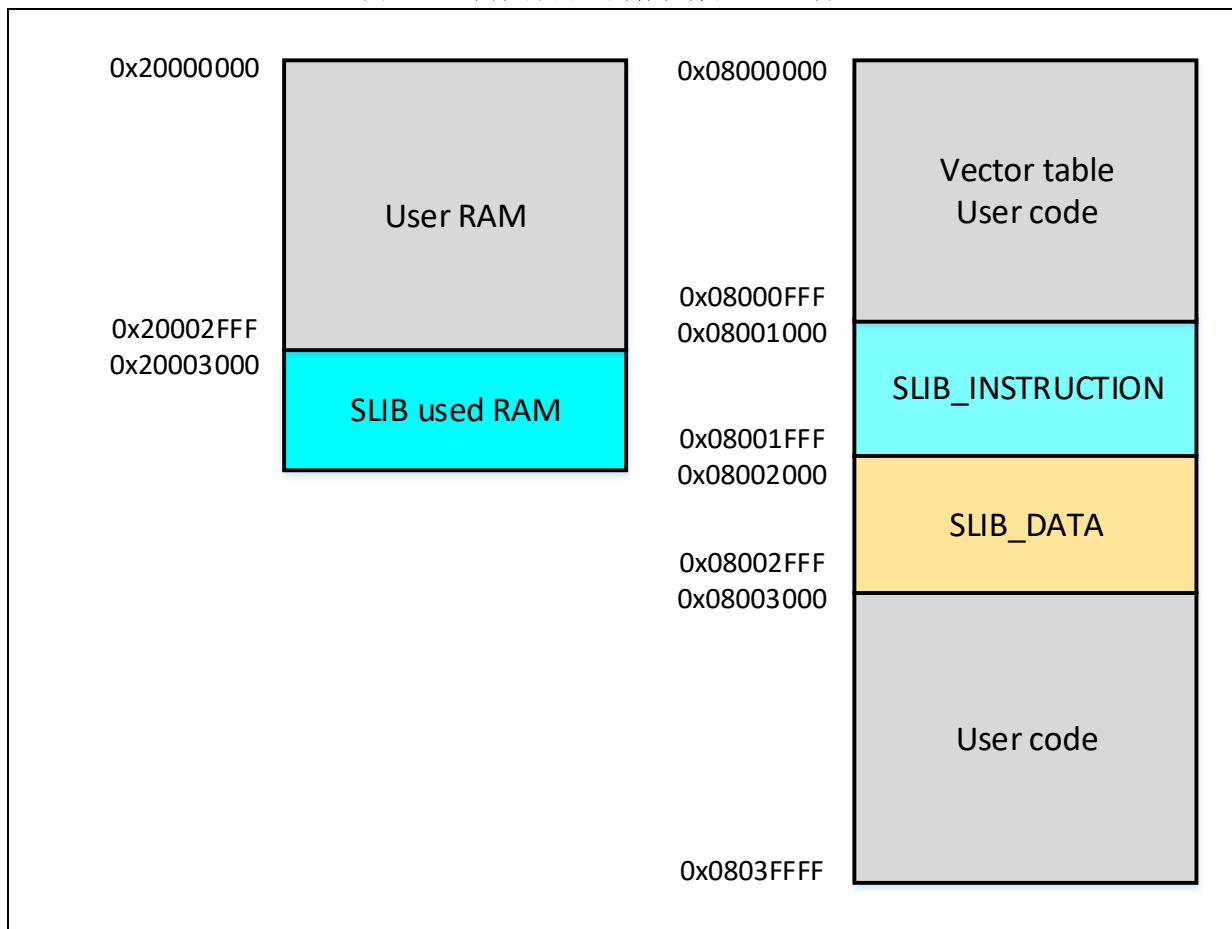 0x20000000
User RAM
0x20002FFF
0x20003000
SLIB used RAM
0x08000000
Vector table
User code
0x08000FFF
0x08001000
SLIB_INSTRUCTION
0x08001FFF
0x08002000
SLIB_DATA
0x08002FFF
0x08003000
User code
0x0803FFFF